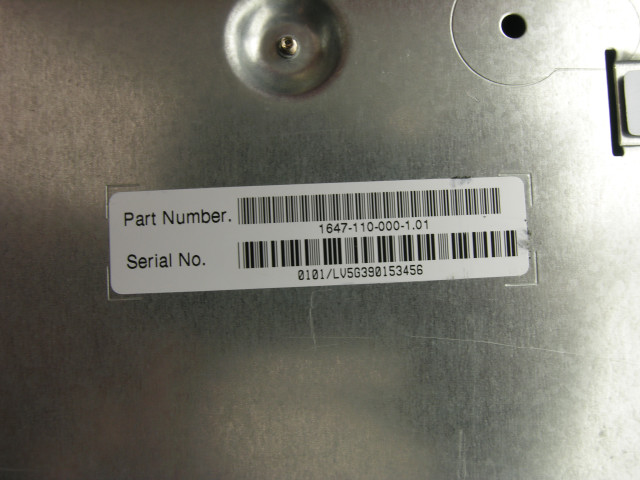 Part Number.
1647-110-000-1.01
Serial No.
0101/LV5G390153456